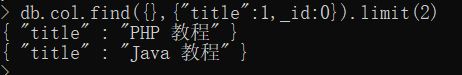 > db.col.find({},{"title":1,_id:0}).limit(2)
{ "title" : "PHP 教程" }
{ "title" : "Java 教程" }
>